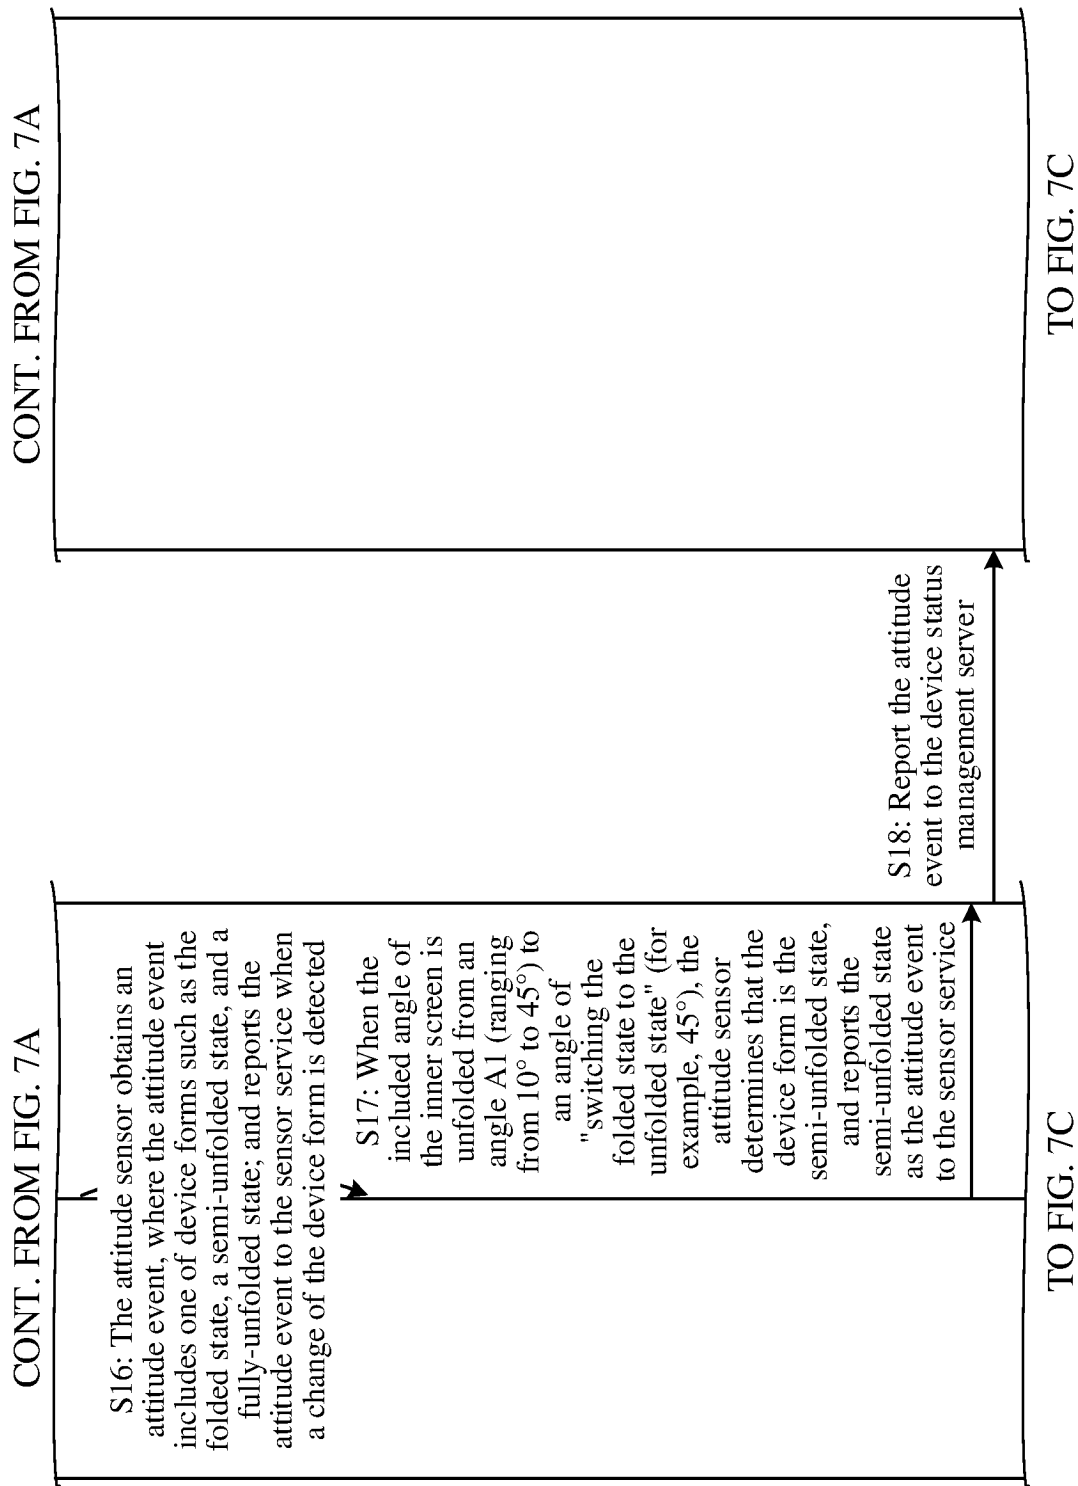 CONT. FROM FIG. 7A
CONT. FROM FIG. 7A
S16: The attitude sensor obtains an
attitude event, where the attitude event
includes one of device forms such as the
folded state, a semi-unfolded state, and a
fully-unfolded state; and reports the
attitude event to the sensor service when
a change of the device form is detected
S17: When the
included angle of
the inner screen is
unfolded from an
angle A1 (ranging
from 10° to 45°) to
an angle of
"switching the
folded state to the
unfolded state" (for
example, 45°), the
attitude sensor
determines that the
device form is the
semi-unfolded state,
and reports the
semi-unfolded state
as the attitude event
to the sensor service
S18: Report the attitude
event to the device status
management server
TO FIG. 7C
TO FIG. 7C